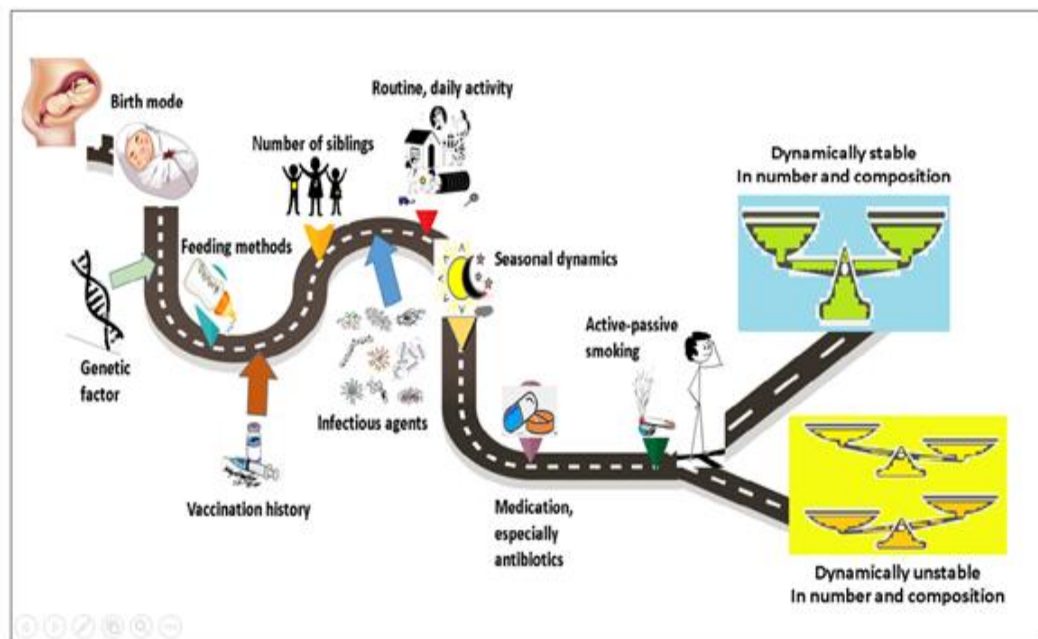 Birth mode
Routine, daily activity
Number of siblings
Dynamically stable
In number and composition
Feeding methods
Seasonal dynamics
Active-passive
smoking
Genetic
factor
Infectious agents
Vaccination history
Medication,
especially
antibiotics
Dynamically unstable
In number and composition